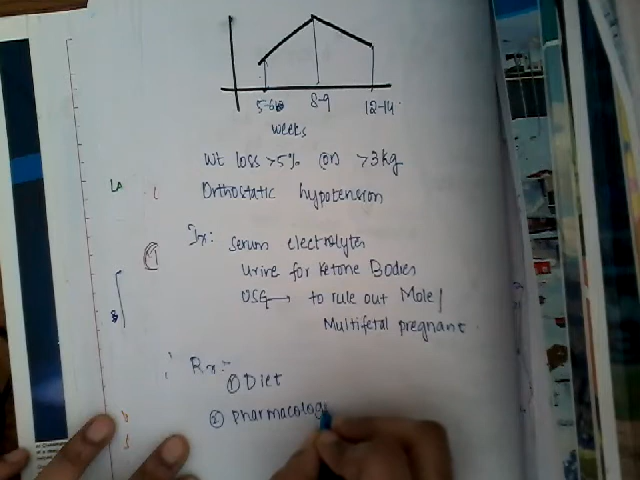 5-6 8-9 12-14
weeks
Wt loss >5% (or) >3kg
Orthostatic hypotension
Ix: Serum electrolytes
Urine for Ketone Bodies
USG → to rule out Mole/
Multifetal pregnant.
Rx:-
① Diet
② Pharmacolog